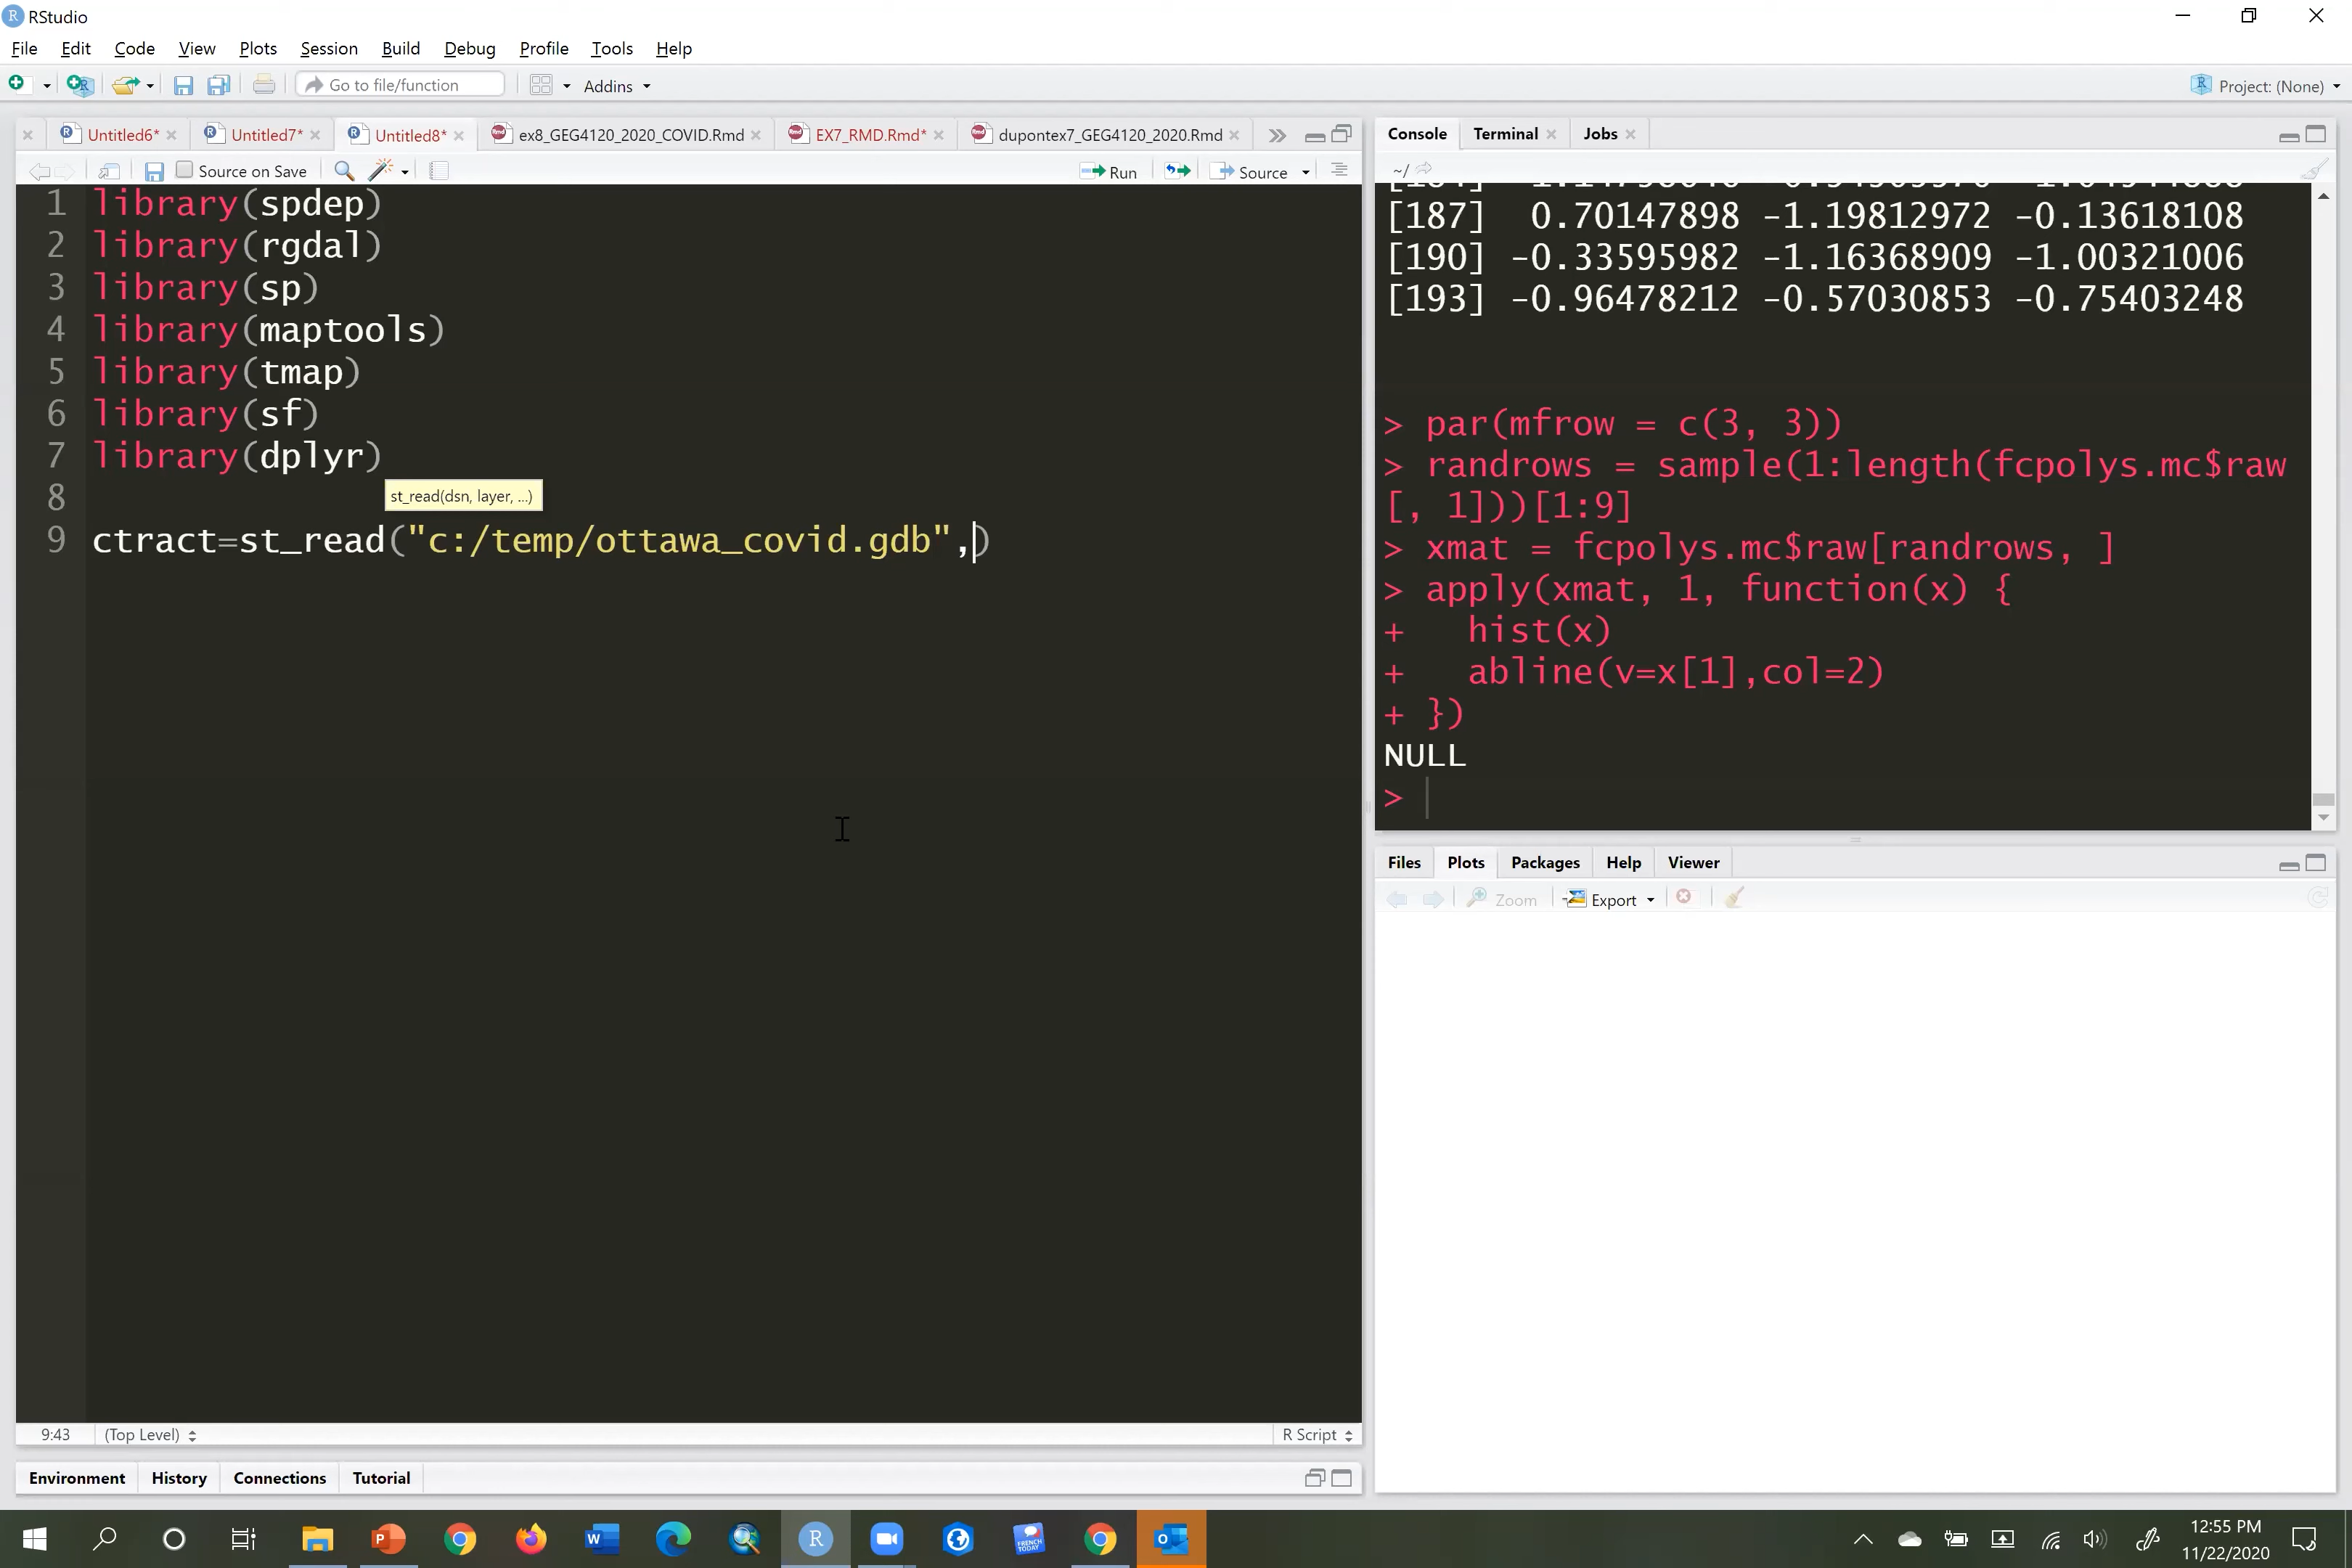 RStudio
File Edit Code View Plots Session Build Debug Profile Tools Help
Go to file/function Addins Project: (None)
Untitled6* Untitled7* Untitled8* ex8_GEG4120_2020_COVID.Rmd EX7_RMD.Rmd* dupontex7_GEG4120_2020.Rmd
Source on Save Run Source
1 library(spdep)
2 library(rgdal)
3 library(sp)
4 library(maptools)
5 library(tmap)
6 library(sf)
7 library(dplyr)
8
st_read(dsn, layer, ...)
9 ctract=st_read("c:/temp/ottawa_covid.gdb",)
9:43 (Top Level) R Script
Environment History Connections Tutorial
Console Terminal Jobs
~/
[187] 0.70147898 -1.19812972 -0.13618108
[190] -0.33595982 -1.16368909 -1.00321006
[193] -0.96478212 -0.57030853 -0.75403248
> par(mfrow = c(3, 3))
> randrows = sample(1:length(fcpolys.mc$raw
[, 1]))[1:9]
> xmat = fcpolys.mc$raw[randrows, ]
> apply(xmat, 1, function(x) {
+ hist(x)
+ abline(v=x[1],col=2)
+ })
NULL
>
Files Plots Packages Help Viewer
Zoom Export
12:55 PM
11/22/2020